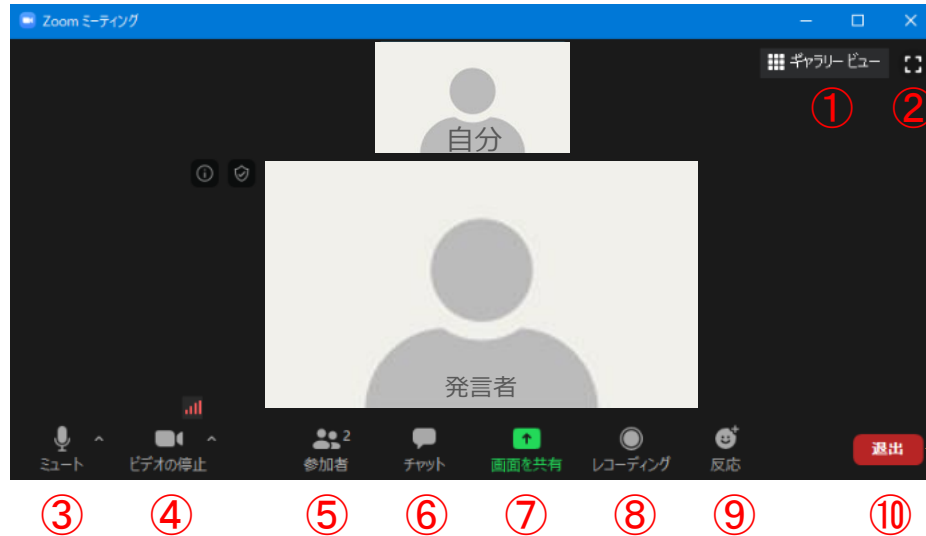 Zoom ミーティング
ギャラリー ビュー
① ②
自分
発言者
2
ミュート ビデオの停止 参加者 チャット 画面を共有 レコーディング 反応 退出
③ ④ ⑤ ⑥ ⑦ ⑧ ⑨ ⑩